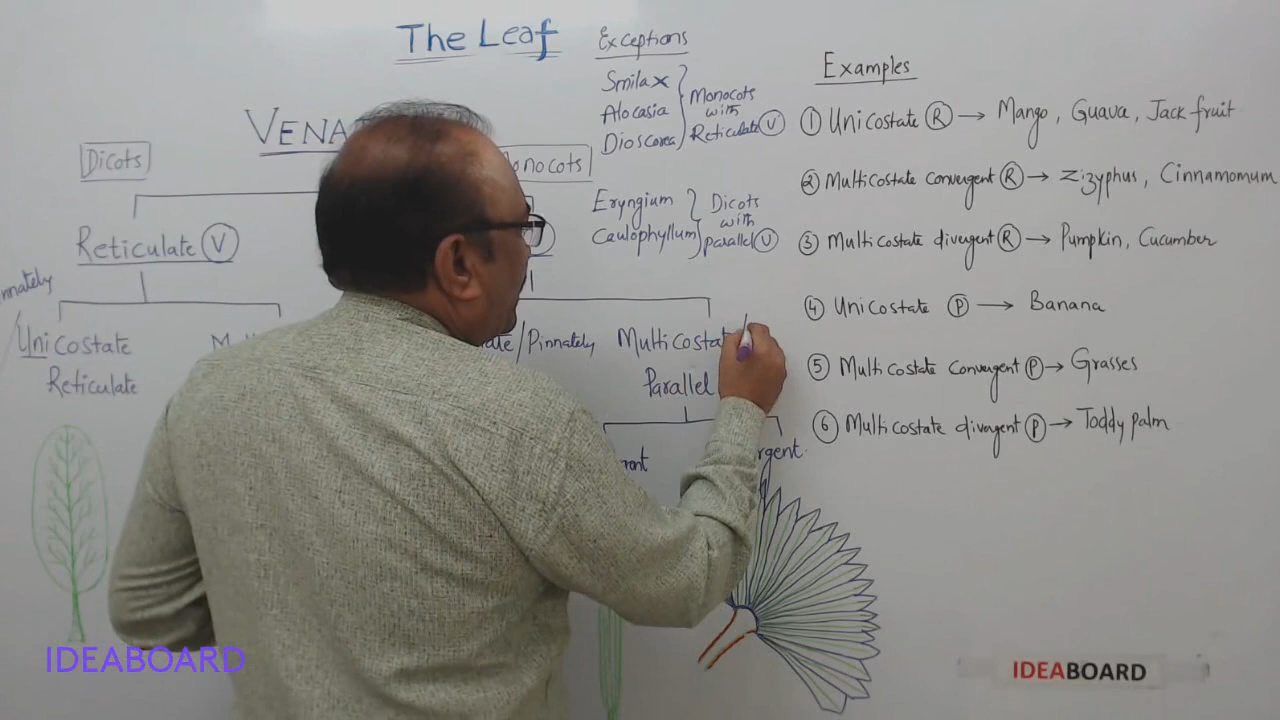 The Leaf
Exceptions
Smilax
Alocasia
Dioscorea
Monocots
with
Reticulate V
Eryngium
Caulophyllum
Dicots
with
parallel V
Dicots
Reticulate V
Unicostate
Reticulate
/Pinnately
Multicostat
Parallel
Examples
1 Unicostate R → Mango, Guava, Jack fruit
2 Multicostate convergent R → Zizyphus, Cinnamomum
3 Multicostate divergent R → Pumpkin, Cucumber
4 Unicostate P → Banana
5 Multicostate convergent P → Grasses
6 Multicostate divergent P → Toddy palm
IDEABOARD
IDEABOARD